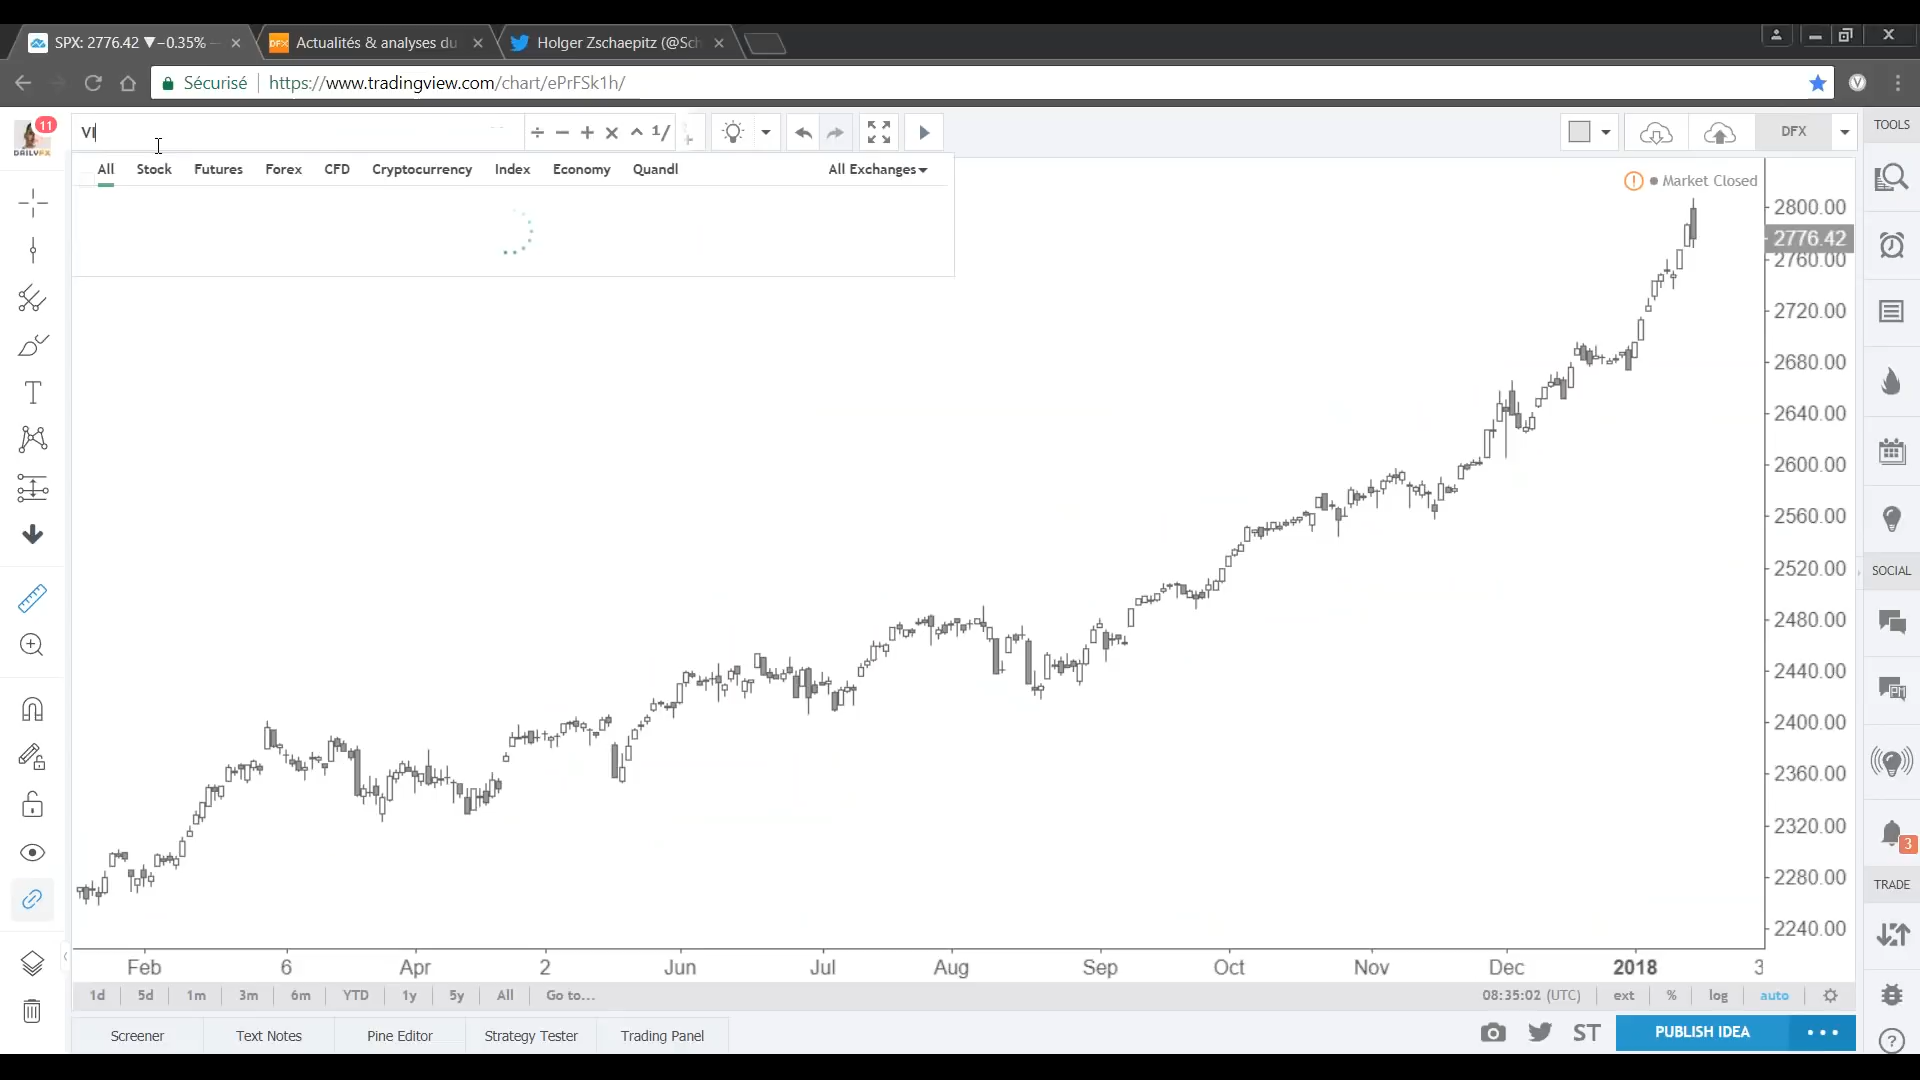 SPX: 2776.42 ▼−0.35%
Actualités & analyses du
Holger Zschaepitz (@Sch
Sécurisé
https://www.tradingview.com/chart/ePrFSk1h/
11
DAILYFX
VI
÷ − + × ^ 1/
DFX
TOOLS
All Stock Futures Forex CFD Cryptocurrency Index Economy Quandl All Exchanges
Market Closed
2800.00
2776.42
2760.00
2720.00
2680.00
2640.00
2600.00
2560.00
2520.00
2480.00
2440.00
2400.00
2360.00
2320.00
2280.00
2240.00
SOCIAL
3
TRADE
Feb 6 Apr 2 Jun Jul Aug Sep Oct Nov Dec 2018 3
1d 5d 1m 3m 6m YTD 1y 5y All Go to... 08:35:02 (UTC) ext % log auto
Screener Text Notes Pine Editor Strategy Tester Trading Panel ST PUBLISH IDEA